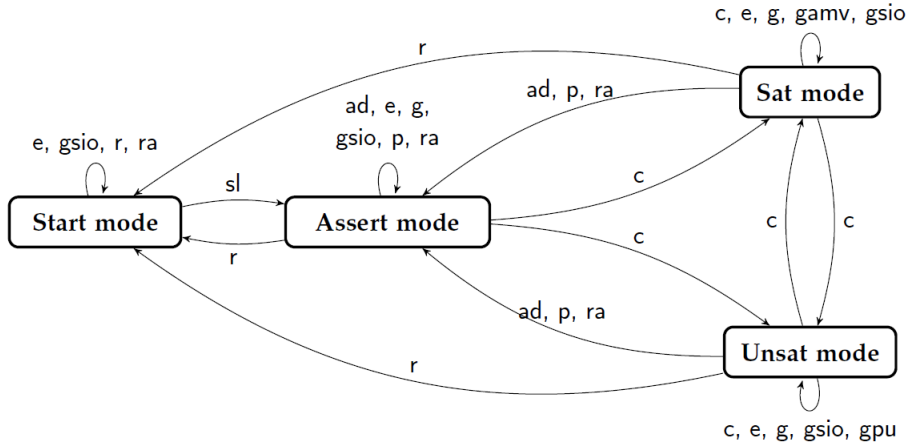 c, e, g, gamv, gsio
r
Sat mode
ad, p, ra
ad, e, g,
gsio, p, ra
e, gsio, r, ra
sl
c
Start mode
Assert mode
r
c
c
c
ad, p, ra
Unsat mode
r
c, e, g, gsio, gpu